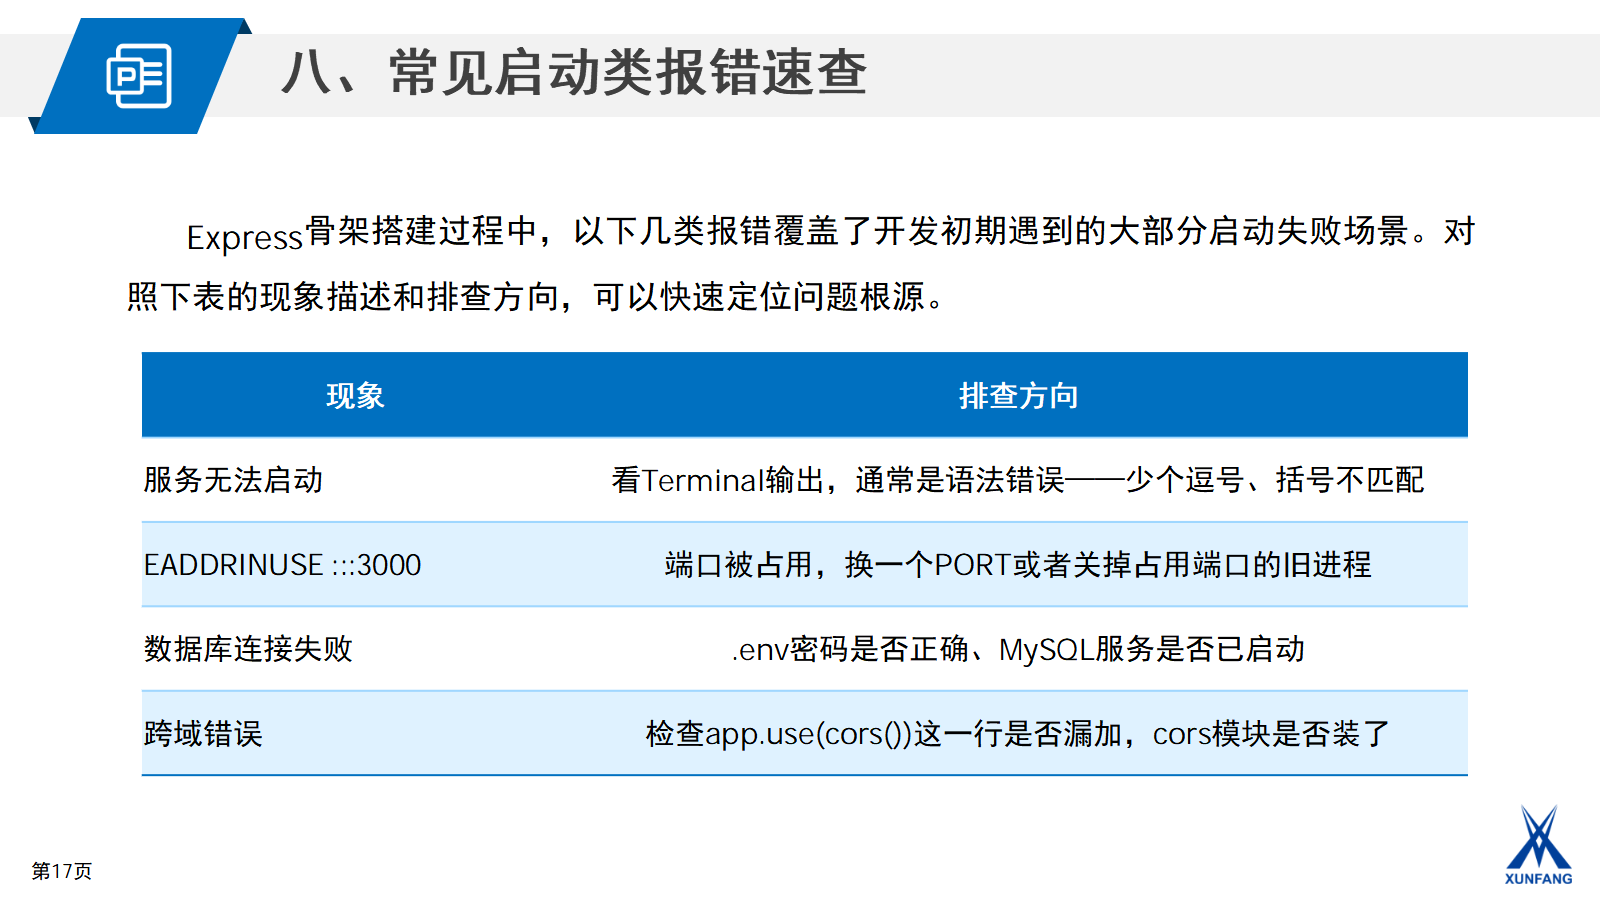 八、常见启动类报错速查
Express骨架搭建过程中，以下几类报错覆盖了开发初期遇到的大部分启动失败场景。对
照下表的现象描述和排查方向，可以快速定位问题根源。
现象 排查方向
服务无法启动 看Terminal输出，通常是语法错误——少个逗号、括号不匹配
EADDRINUSE :::3000 端口被占用，换一个PORT或者关掉占用端口的旧进程
数据库连接失败 .env密码是否正确、MySQL服务是否已启动
跨域错误 检查app.use(cors())这一行是否漏加，cors模块是否装了
第17页
XUNFANG